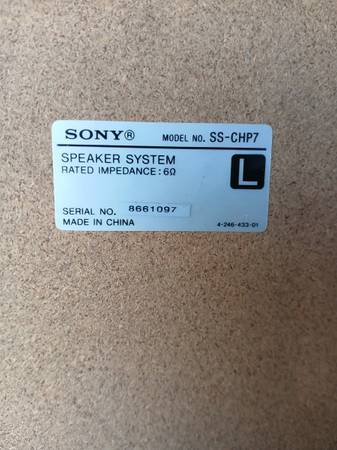 SONY® MODEL NO. SS-CHP7
SPEAKER SYSTEM
RATED IMPEDANCE:6Ω
L
SERIAL NO. 8661097
MADE IN CHINA 4-246-433-01